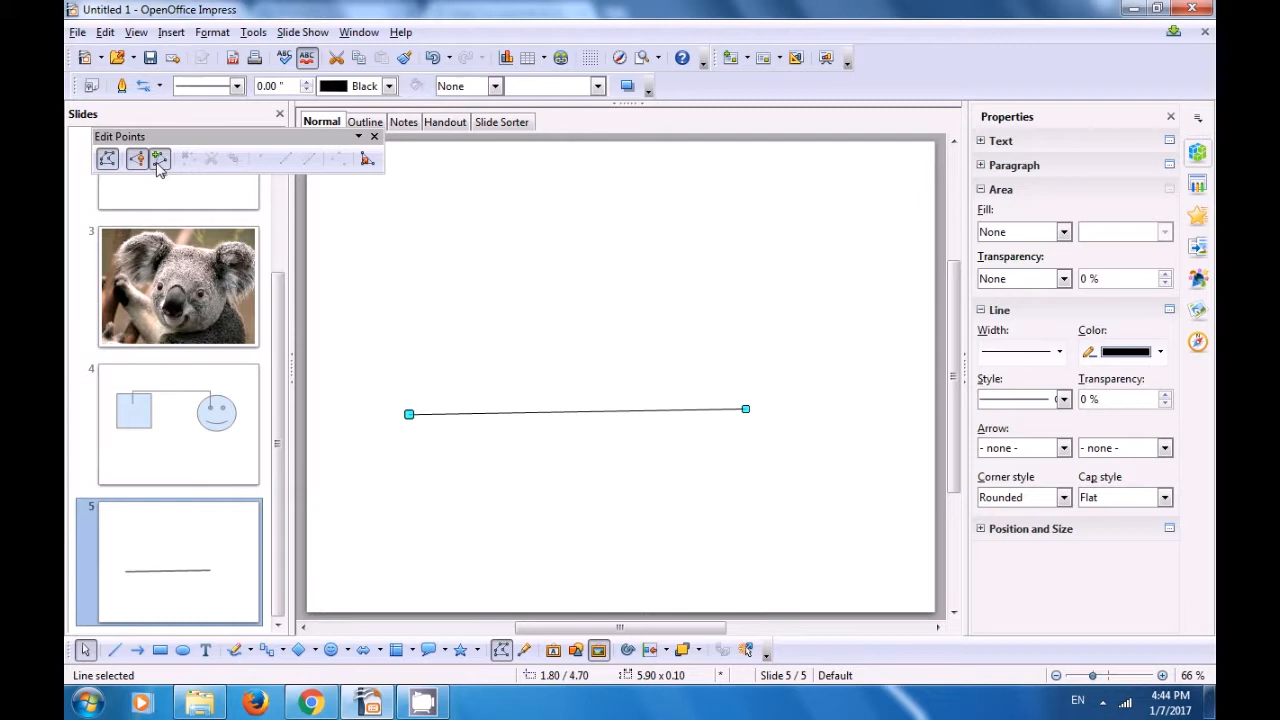 Untitled 1 - OpenOffice Impress
File Edit View Insert Format Tools Slide Show Window Help
0.00 " Black None
Slides
Normal Outline Notes Handout Slide Sorter
Edit Points
3
4
5
Properties
Text
Paragraph
Area
Fill:
None
Transparency:
None 0 %
Line
Width: Color:
Style: Transparency:
0 %
Arrow:
- none - - none -
Corner style Cap style
Rounded Flat
Position and Size
Line selected 1.80 / 4.70 5.90 x 0.10 * Slide 5 / 5 Default 66 %
EN 4:44 PM
1/7/2017